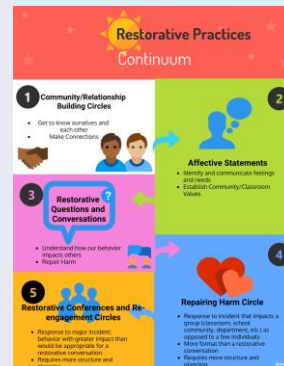 Restorative Practices
Continuum
1
Community/Relationship
Building Circles
Get to know ourselves and
each other
Make Connections
2
Affective Statements
Identify and communicate feelings
and needs
Establish Community/Classroom
Values
3
?
Restorative
Questions and
Conversations
Understand how our behavior
impacts others
Repair Harm
4
Repairing Harm Circle
Response to incident that impacts a
group (classroom, school
community, department, etc.) as
opposed to a few individuals
More formal than a restorative
conversation
Requires more structure and
planning
5
Restorative Conferences and Re-
engagement Circles
Response to major incident;
behavior with greater impact than
would be appropriate for a
restorative conversation
Requires more structure and